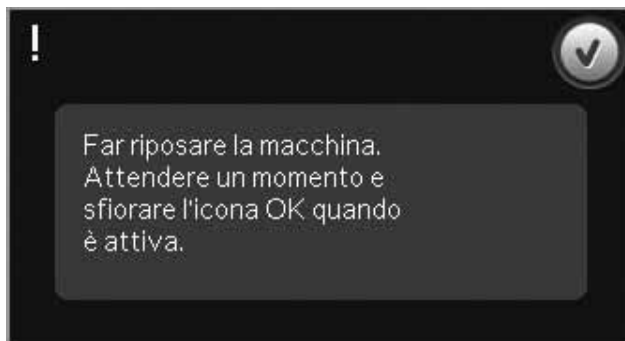 !
Far riposare la macchina.
Attendere un momento e
sfiorare l'icona OK quando
è attiva.